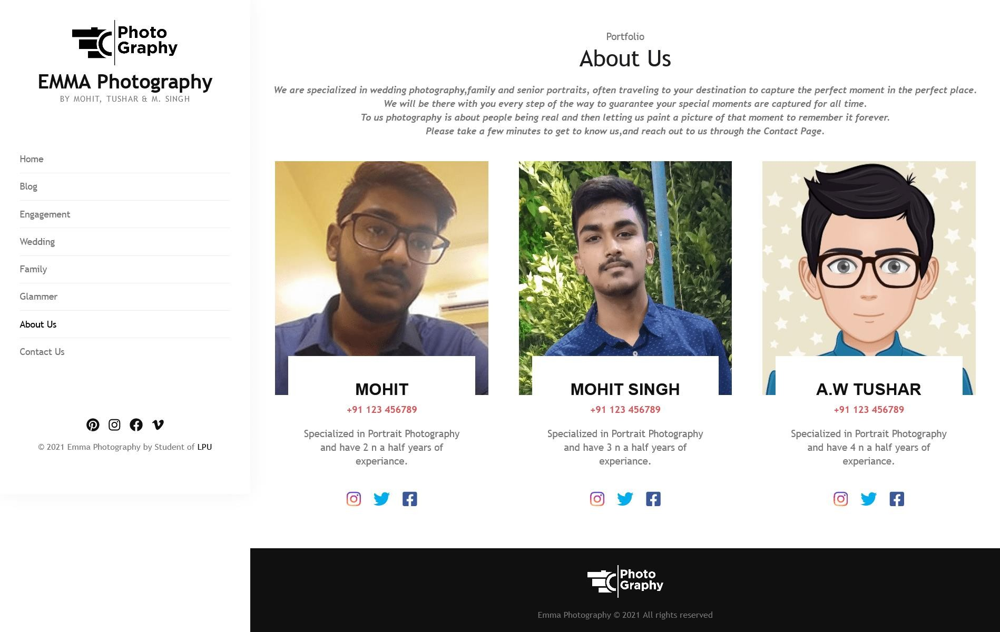 Photo
Graphy
EMMA Photography
BY MOHIT, TUSHAR & M. SINGH
Home
Blog
Engagement
Wedding
Family
Glammer
About Us
Contact Us
© 2021 Emma Photography by Student of LPU
Portfolio
About Us
We are specialized in wedding photography,family and senior portraits, often traveling to your destination to capture the perfect moment in the perfect place.
We will be there with you every step of the way to guarantee your special moments are captured for all time.
To us photography is about people being real and then letting us paint a picture of that moment to remember it forever.
Please take a few minutes to get to know us,and reach out to us through the Contact Page.
MOHIT
+91 123 456789
Specialized in Portrait Photography
and have 2 n a half years of
experiance.
MOHIT SINGH
+91 123 456789
Specialized in Portrait Photography
and have 3 n a half years of
experiance.
A.W TUSHAR
+91 123 456789
Specialized in Portrait Photography
and have 4 n a half years of
experiance.
Photo
Graphy
Emma Photography © 2021 All rights reserved